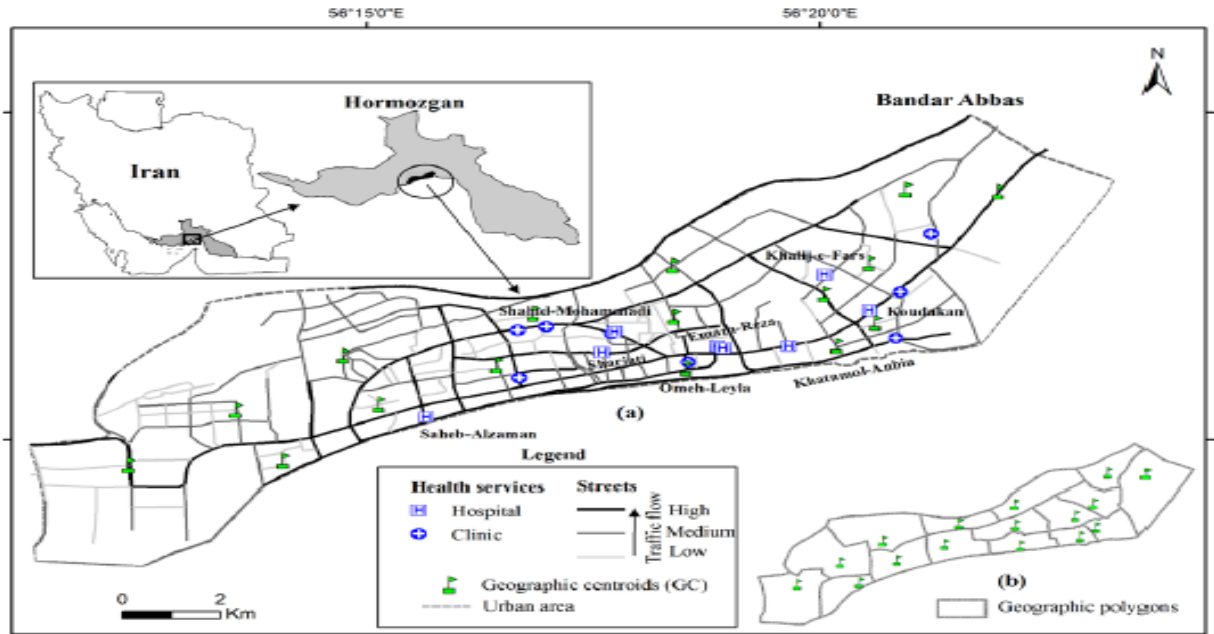 56°15'0"E
56°20'0"E
N
Bandar Abbas
Hormozgan
Iran
Khalij-e-Fars
Shahid-Mohammadi
Koudakan
Emam-Reza
Shariati
Khatamol-Anbia
Omeh-Leyla
(a)
Saheb-Alzaman
Legend
Health services
Streets
H Hospital
Clinic
Traffic flow
High
Medium
Low
Geographic centroids (GC)
Urban area
0 2
Km
(b)
Geographic polygons